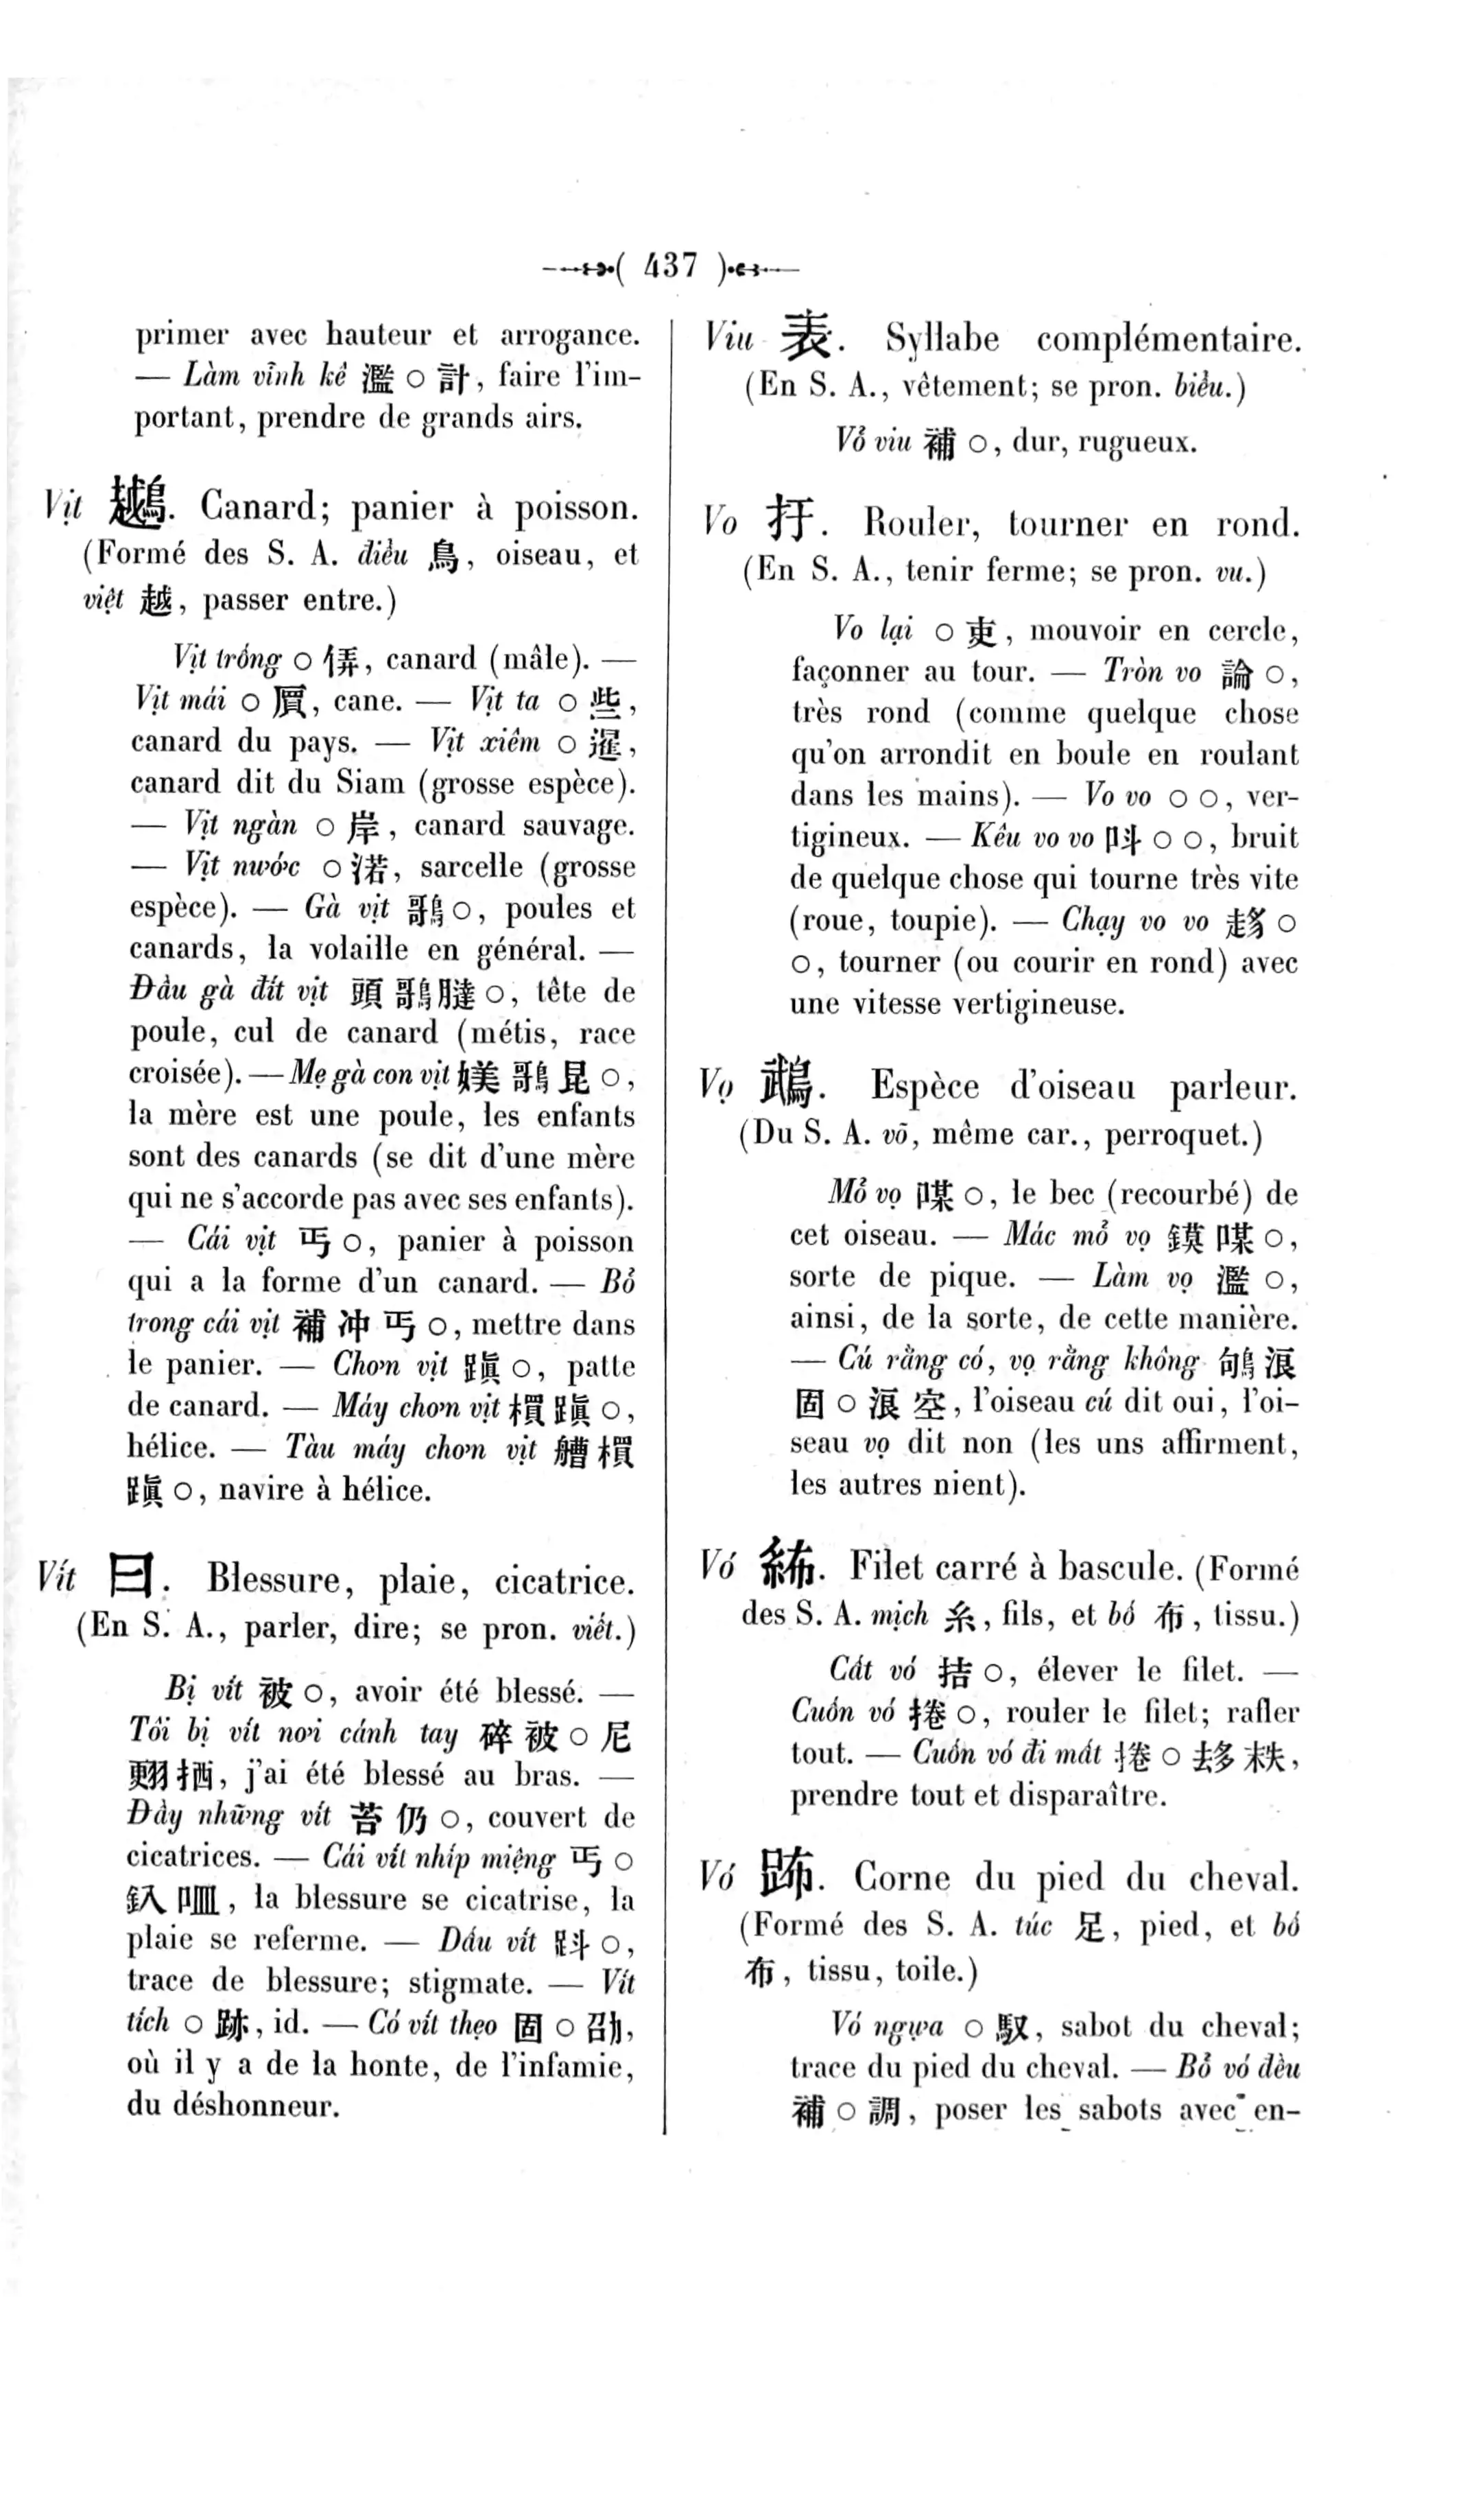 ( 437 )
primer avec hauteur et arrogance.
— Làm vĩnh kê 濫 ○ 計, faire l'im-
portant, prendre de grands airs.
Vịt. Canard; panier à poisson.
(Formé des S. A. điểu 鳥, oiseau, et
việt 越, passer entre.)
Vịt trống ○, canard (mâle). —
Vịt mái ○, cane. — Vịt ta ○ 些,
canard du pays. — Vịt xiêm ○ 暹,
canard dit du Siam (grosse espèce).
— Vịt ngàn ○ 岸, canard sauvage.
— Vịt nước ○ 渃, sarcelle (grosse
espèce). — Gà vịt ○, poules et
canards, la volaille en général. —
Đầu gà đít vịt 頭 ○, tête de
poule, cul de canard (métis, race
croisée). — Mẹ gà con vịt 媄 昆 ○,
la mère est une poule, les enfants
sont des canards (se dit d'une mère
qui ne s'accorde pas avec ses enfants).
— Cái vịt 丐 ○, panier à poisson
qui a la forme d'un canard. — Bỏ
trong cái vịt 補 冲 丐 ○, mettre dans
le panier. — Chơn vịt 蹎 ○, patte
de canard. — Máy chơn vịt 槓 蹎 ○,
hélice. — Tàu máy chơn vịt 艚
蹎 ○, navire à hélice.
Vít 曰. Blessure, plaie, cicatrice.
(En S. A., parler, dire; se pron. viết.)
Bị vít 被 ○, avoir été blessé. —
Tôi bị vít nơi cánh tay 碎 被 ○ 尼
, j'ai été blessé au bras. —
Đầy những vít 苔 仍 ○, couvert de
cicatrices. — Cái vít nhíp miệng 丐 ○
, la blessure se cicatrise, la
plaie se referme. — Dấu vít ○,
trace de blessure; stigmate. — Vít
tích ○ 跡, id. — Có vít thẹo 固 ○ 劭,
où il y a de la honte, de l'infamie,
du déshonneur.
Viu 表. Syllabe complémentaire.
(En S. A., vêtement; se pron. biểu.)
Vỏ viu 補 ○, dur, rugueux.
Vo 扜. Rouler, tourner en rond.
(En S. A., tenir ferme; se pron. vu.)
Vo lại ○ 吏, mouvoir en cercle,
façonner au tour. — Tròn vo 論 ○,
très rond (comme quelque chose
qu'on arrondit en boule en roulant
dans les mains). — Vo vo ○ ○, ver-
tigineux. — Kêu vo vo 呌 ○ ○, bruit
de quelque chose qui tourne très vite
(roue, toupie). — Chạy vo vo 趍 ○
○, tourner (ou courir en rond) avec
une vitesse vertigineuse.
Vọ 鵡. Espèce d'oiseau parleur.
(Du S. A. võ, même car., perroquet.)
Mỏ vọ 㖼 ○, le bec (recourbé) de
cet oiseau. — Mác mỏ vọ 鏌 㖼 ○,
sorte de pique. — Làm vọ 濫 ○,
ainsi, de la sorte, de cette manière.
— Cú rằng có, vọ rằng không 浪
固 ○ 浪 空, l'oiseau cú dit oui, l'oi-
seau vọ dit non (les uns affirment,
les autres nient).
Vó. Filet carré à bascule. (Formé
des S. A. mịch 糸, fils, et bố 布, tissu.)
Cất vó 拮 ○, élever le filet. —
Cuốn vó 捲 ○, rouler le filet; rafler
tout. — Cuốn vó đi mất 捲 ○,
prendre tout et disparaître.
Vó 䟛. Corne du pied du cheval.
(Formé des S. A. túc 足, pied, et bố
布, tissu, toile.)
Vó ngựa ○ 馭, sabot du cheval;
trace du pied du cheval. — Bỏ vó đều
補 ○ 調, poser les sabots avec en-